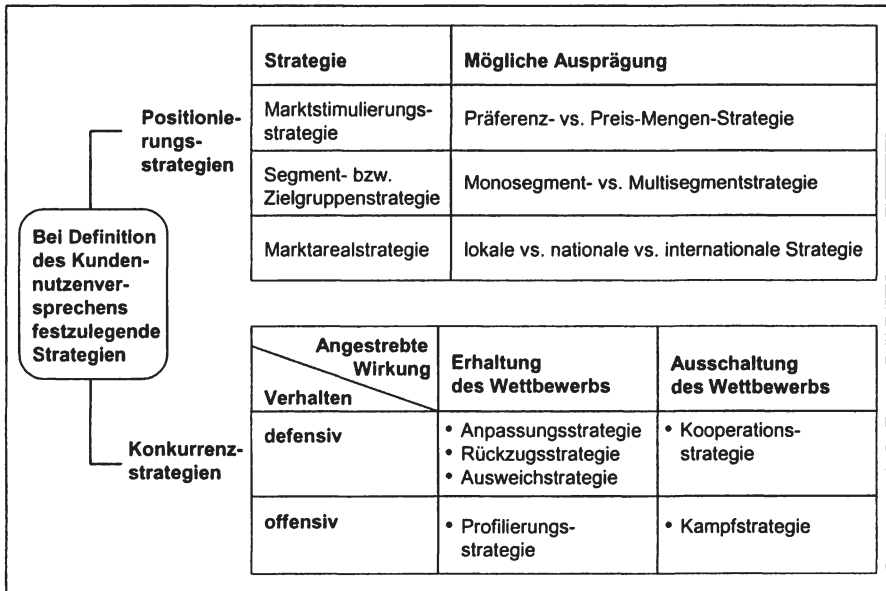 Bei Definition
des Kunden-
nutzenver-
sprechens
festzulegende
Strategien
Positionie-
rungs-
strategien
Strategie
Mögliche Ausprägung
Marktstimulierungs-
strategie
Präferenz- vs. Preis-Mengen-Strategie
Segment- bzw.
Zielgruppenstrategie
Monosegment- vs. Multisegmentstrategie
Marktarealstrategie
lokale vs. nationale vs. internationale Strategie
Konkurrenz-
strategien
Angestrebte
Wirkung
Verhalten
Erhaltung
des Wettbewerbs
Ausschaltung
des Wettbewerbs
defensiv
• Anpassungsstrategie
• Rückzugsstrategie
• Ausweichstrategie
• Kooperations-
strategie
offensiv
• Profilierungs-
strategie
• Kampfstrategie